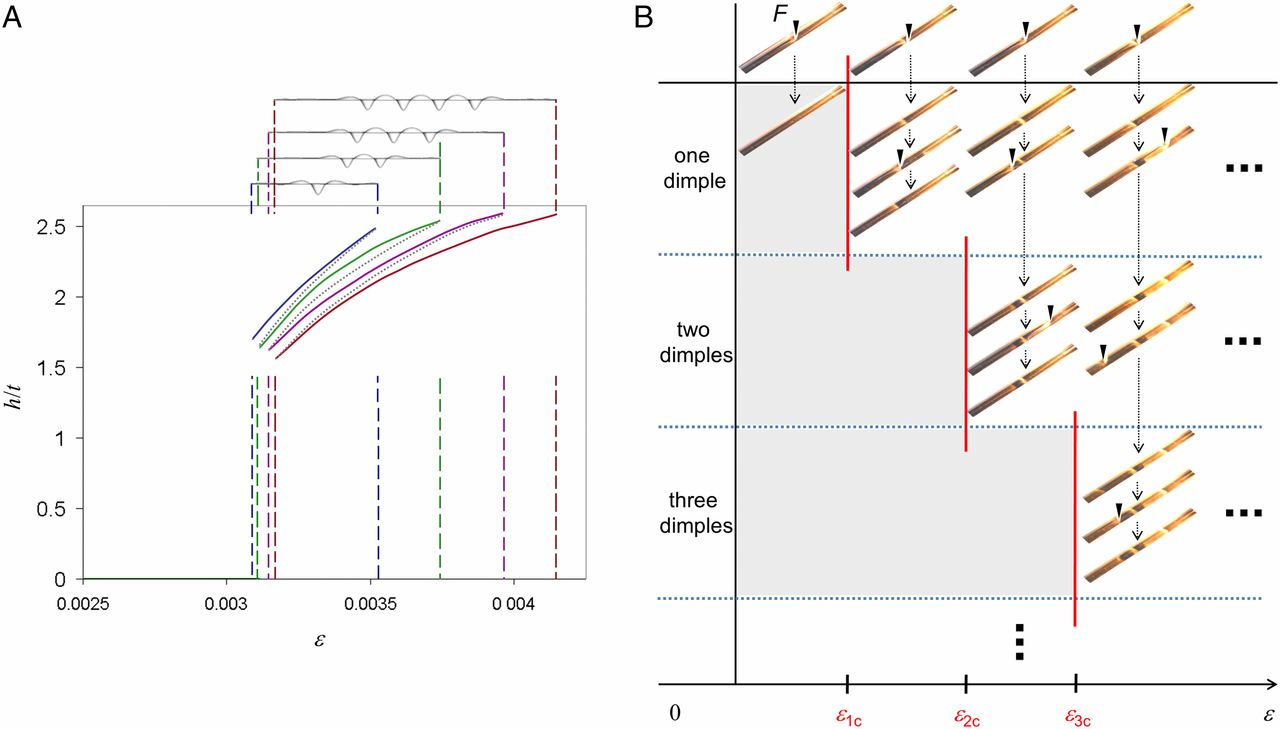 A
2.5
2
1.5
1
0.5
0
h/t
0.0025
0.003
0.0035
0 004
ε
B
F
one
dimple
two
dimples
three
dimples
0
ε1c
ε2c
ε3c
ε